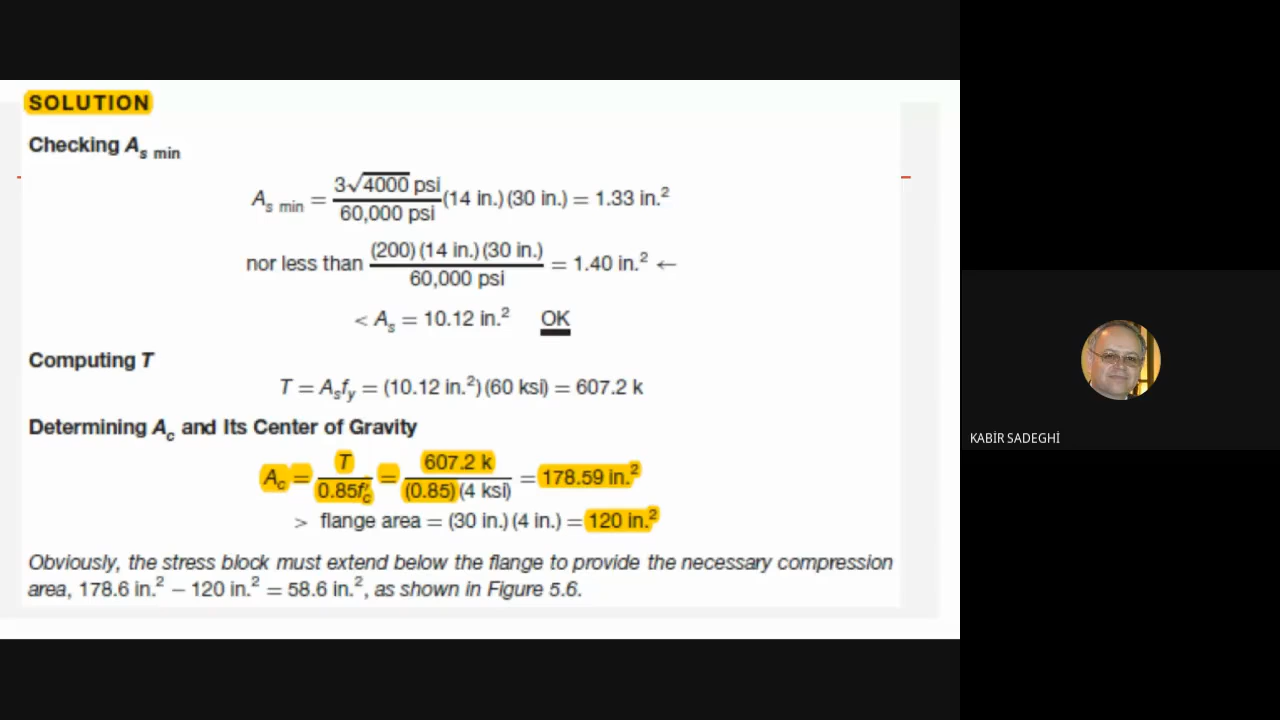 SOLUTION
Checking A_s min
A_s min = 3√4000 psi / 60,000 psi (14 in.) (30 in.) = 1.33 in.²
nor less than (200) (14 in.) (30 in.) / 60,000 psi = 1.40 in.² ←
< A_s = 10.12 in.² OK
Computing T
T = A_s f_y = (10.12 in.²) (60 ksi) = 607.2 k
Determining A_c and Its Center of Gravity
A_c = T / 0.85f′_c = 607.2 k / (0.85) (4 ksi) = 178.59 in.²
> flange area = (30 in.) (4 in.) = 120 in.²
Obviously, the stress block must extend below the flange to provide the necessary compression
area, 178.6 in.² − 120 in.² = 58.6 in.², as shown in Figure 5.6.
KABİR SADEGHİ